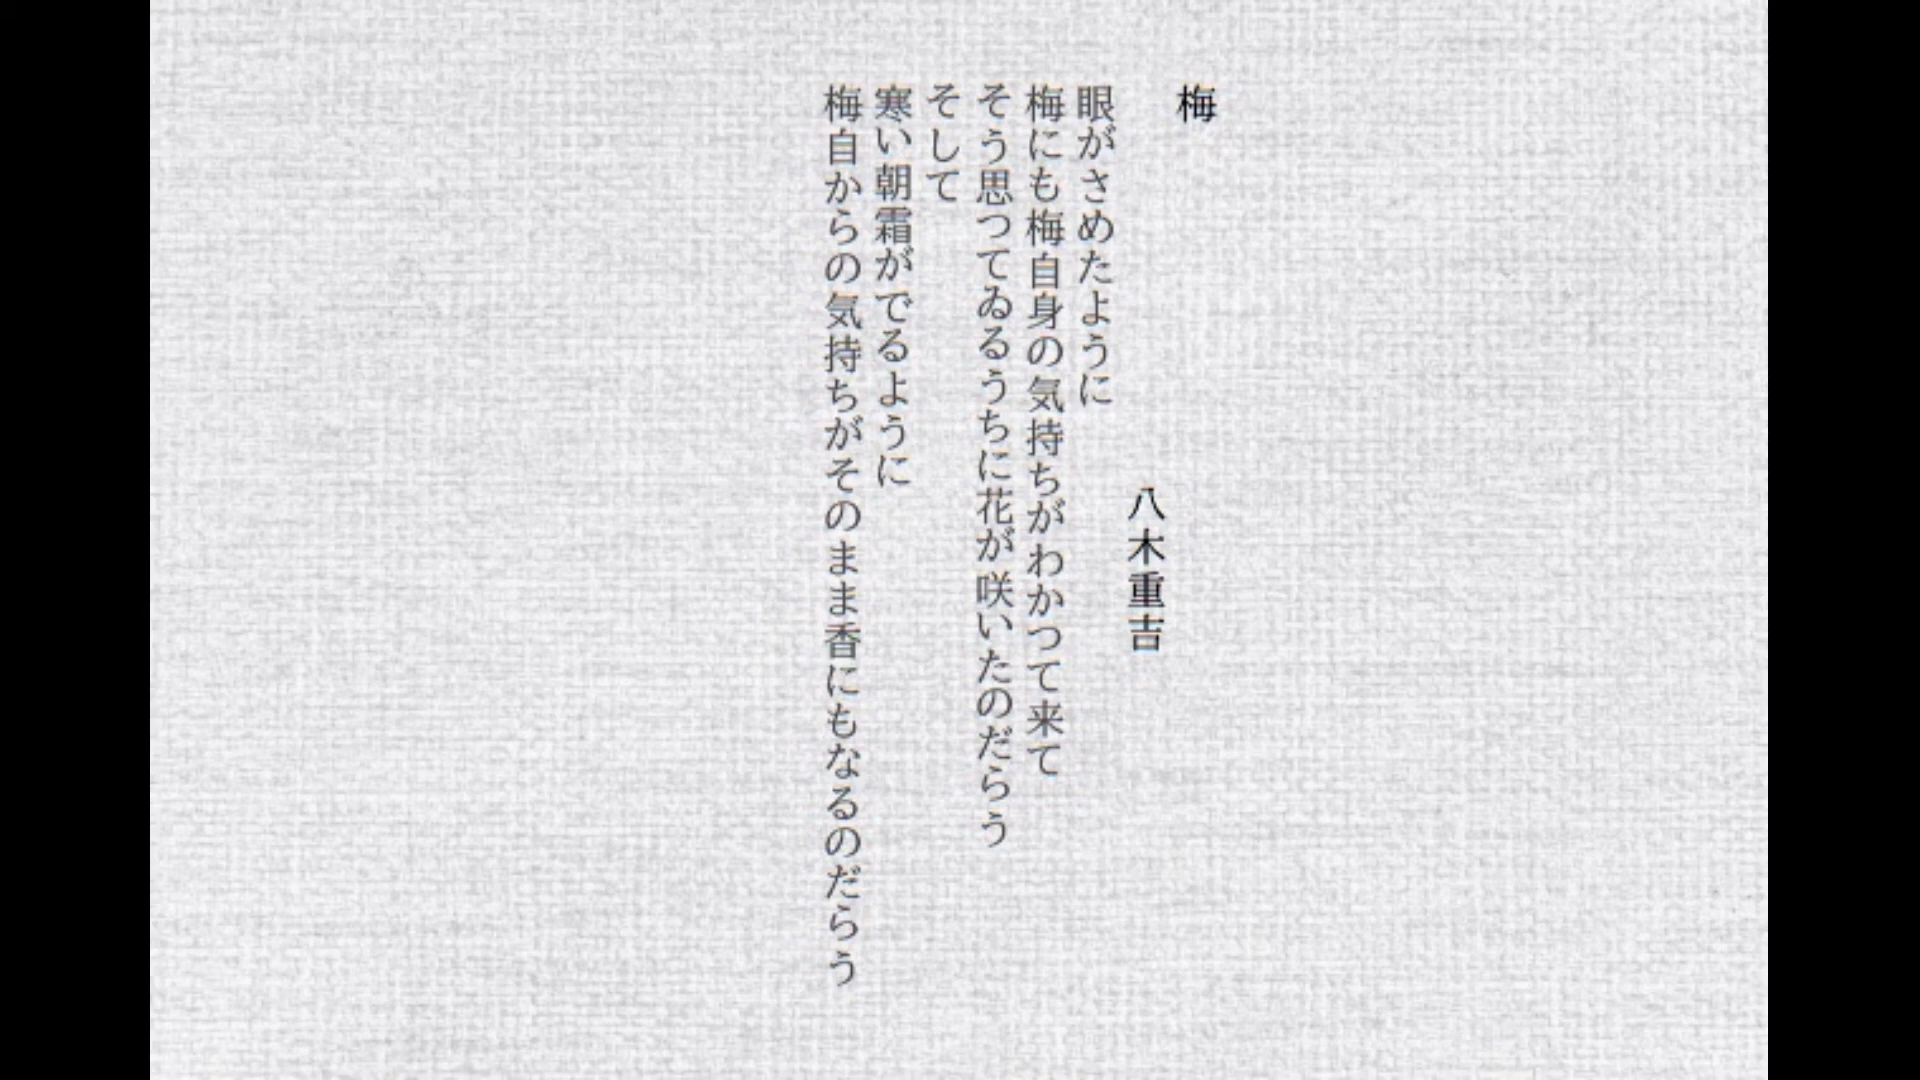 梅
八木重吉
眼がさめたように
梅にも梅自身の気持ちがわかつて来て
そう思つてゐるうちに花が咲いたのだらう
そして
寒い朝霜がでるように
梅自からの気持ちがそのまま香にもなるのだらう